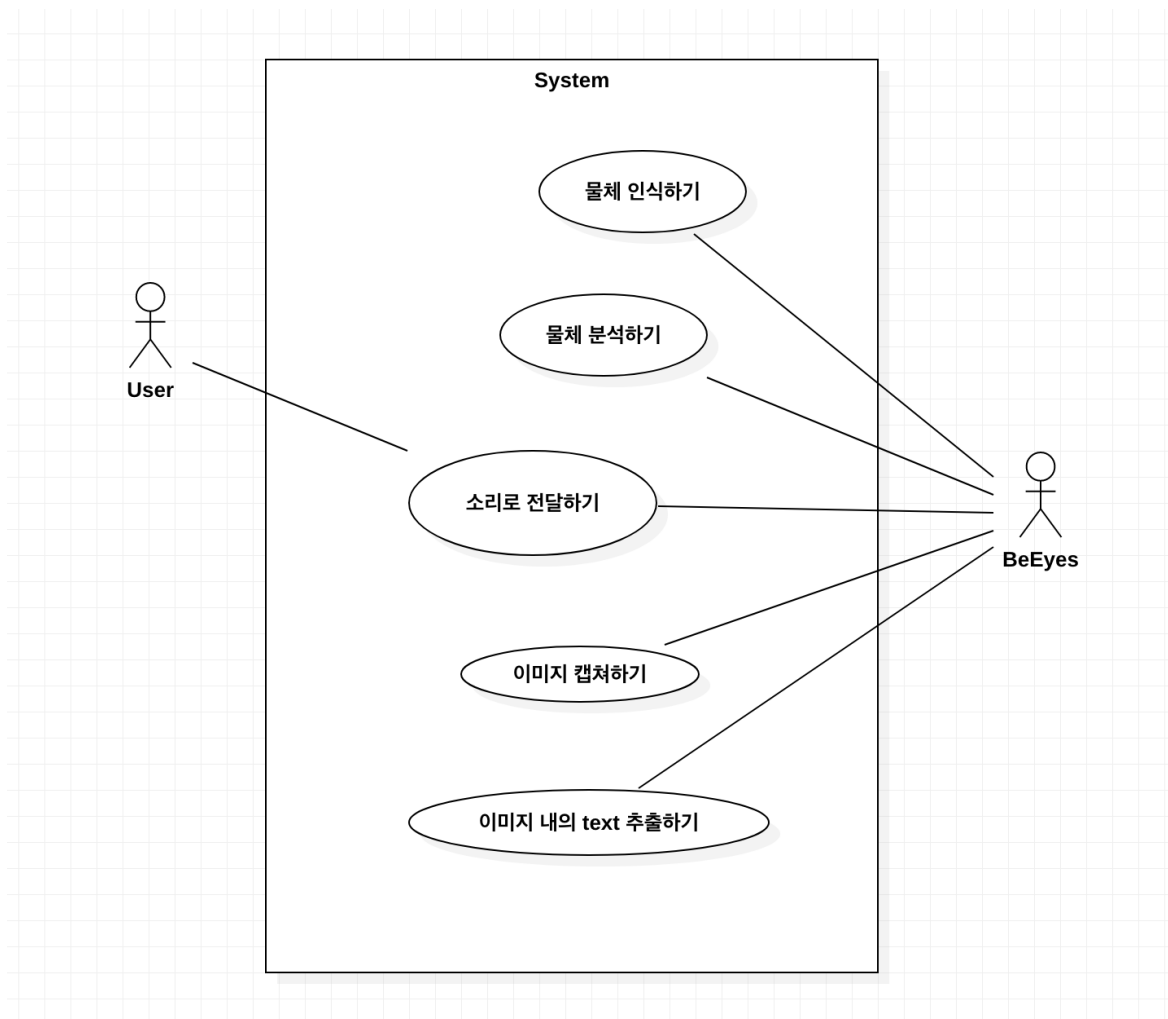 System
물체 인식하기
물체 분석하기
User
소리로 전달하기
BeEyes
이미지 캡쳐하기
이미지 내의 text 추출하기